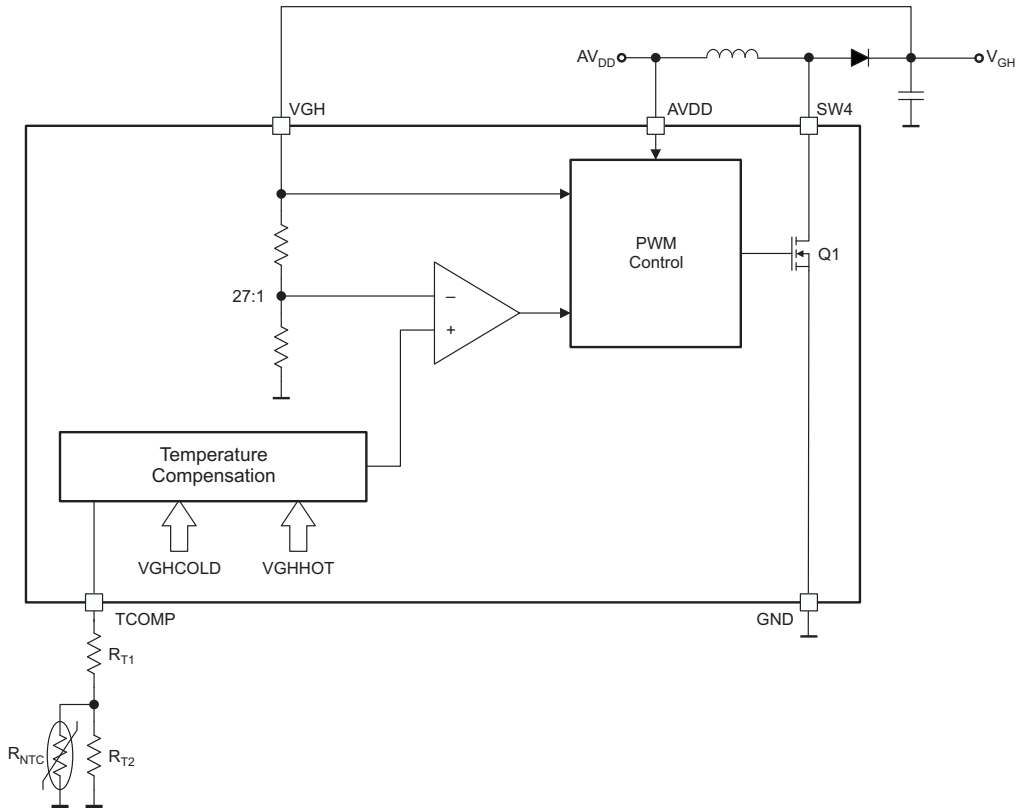 AVDD
VGH
VGH
AVDD
SW4
PWM
Control
Q1
27:1
–
+
Temperature
Compensation
VGHCOLD
VGHHOT
TCOMP
GND
RT1
RNTC
RT2